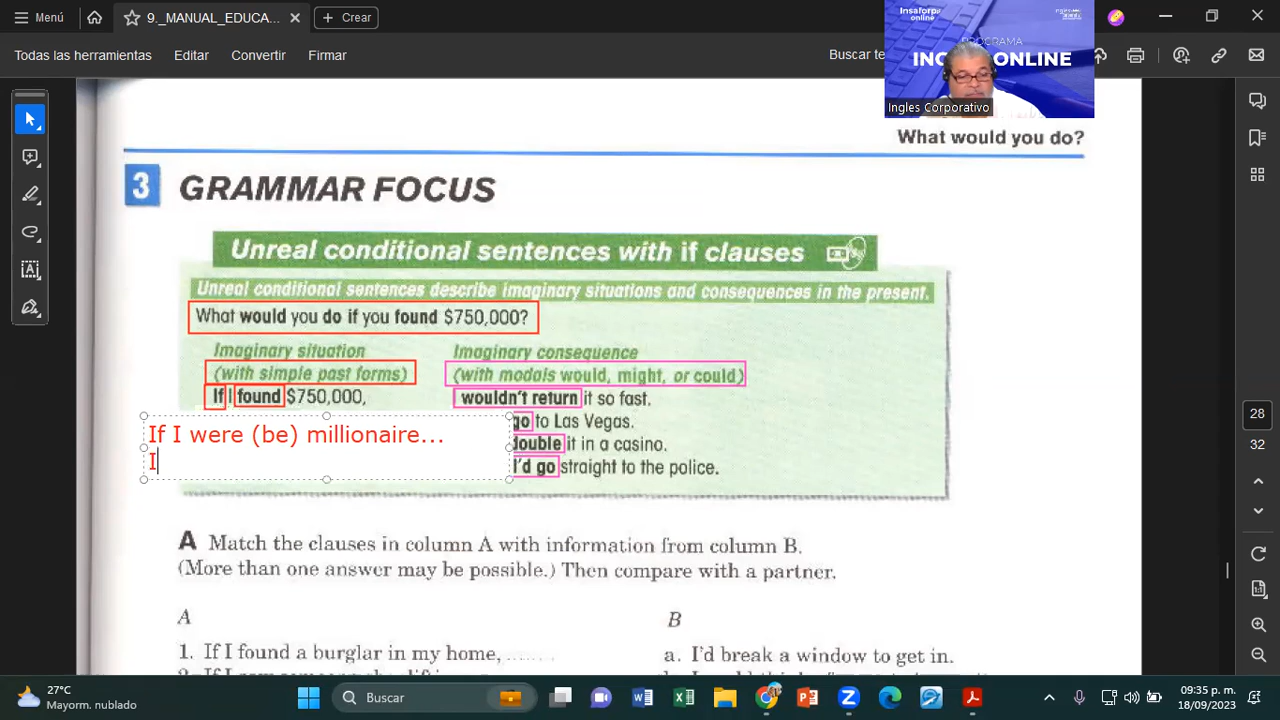 Menú
9._MANUAL_EDUCA...
Crear
Todas las herramientas
Editar
Convertir
Firmar
Buscar te
Insaforp
online
PROGRAMA
INGLES ONLINE
Ingles Corporativo
What would you do?
3 GRAMMAR FOCUS
Unreal conditional sentences with if clauses
Unreal conditional sentences describe imaginary situations and consequences in the present.
What would you do if you found $750,000?
Imaginary situation
(with simple past forms)
If I found $750,000,
Imaginary consequence
(with modals would, might, or could)
wouldn't return it so fast.
go to Las Vegas.
double it in a casino.
I'd go straight to the police.
If I were (be) millionaire...
I
A Match the clauses in column A with information from column B.
(More than one answer may be possible.) Then compare with a partner.
A
B
1. If I found a burglar in my home, ......
a. I'd break a window to get in.
28
32
27°C
Mayorm. nublado
Buscar
09:35 p. m.
18/09/2023